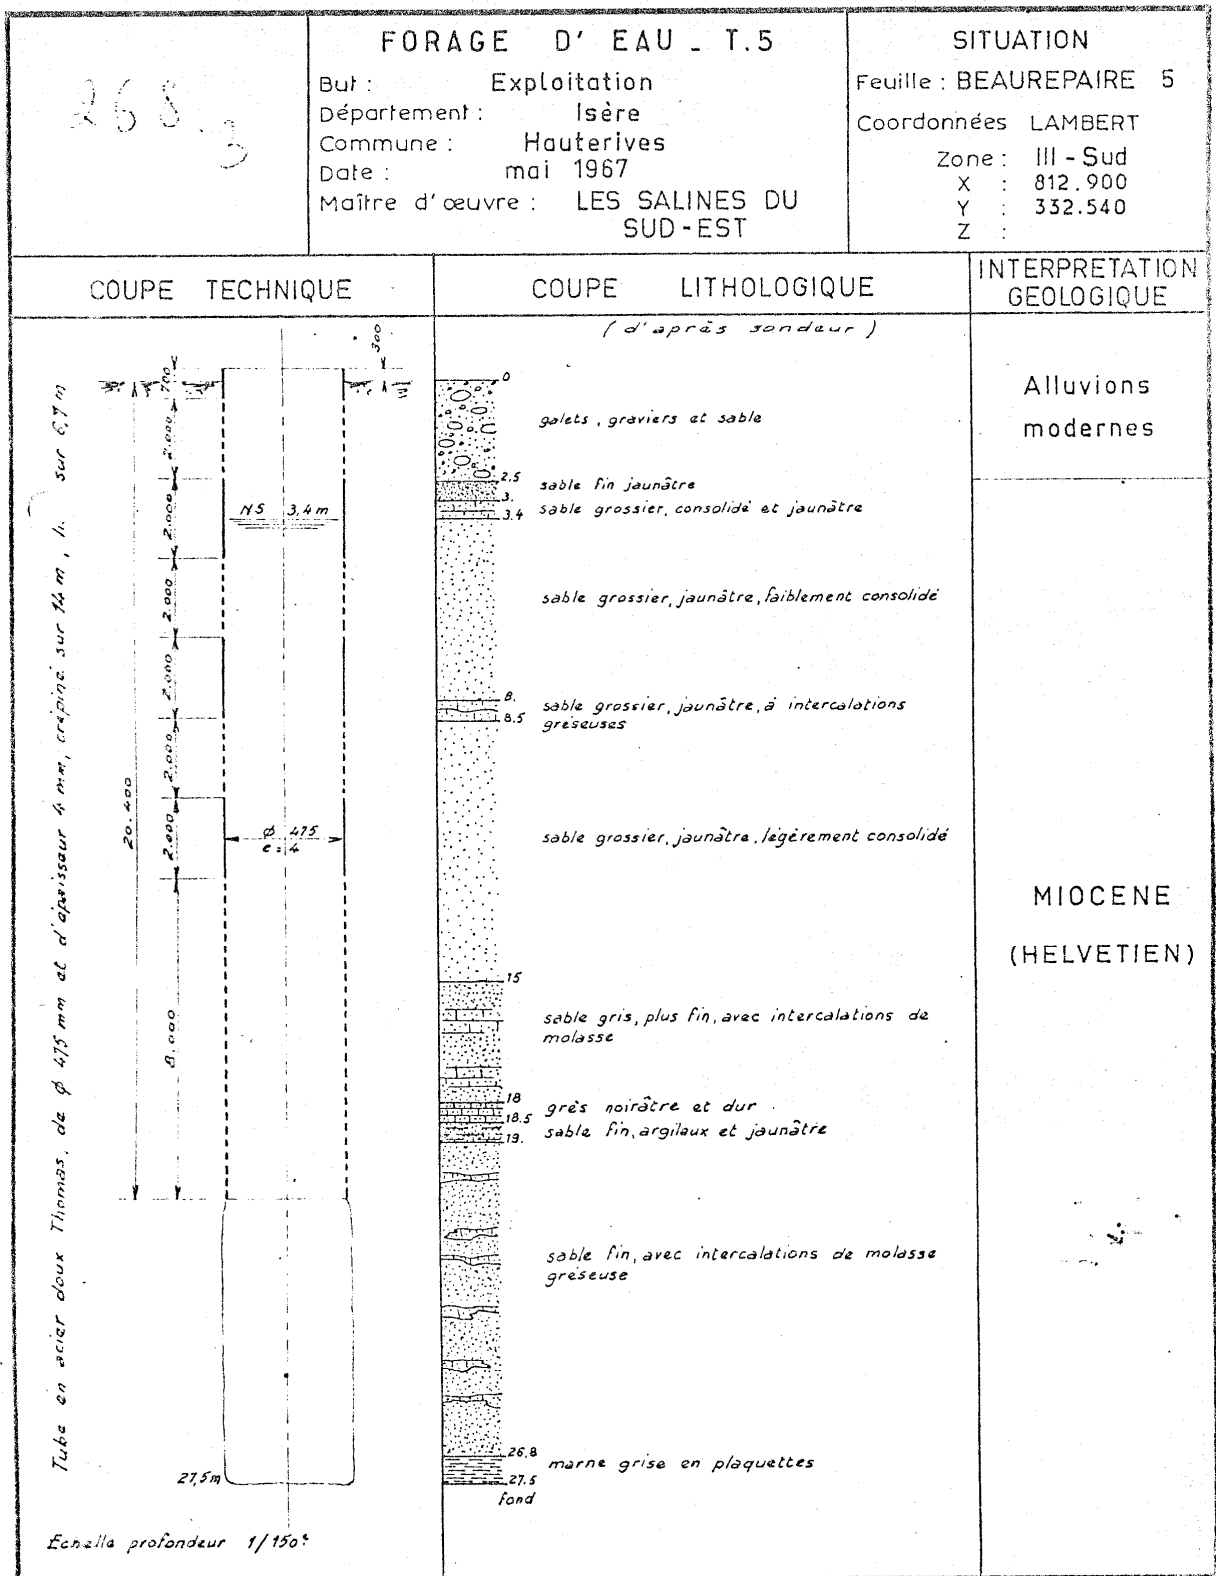 268.3
FORAGE D' EAU _ T.5
But : Exploitation
Département : Isère
Commune : Hauterives
Date : mai 1967
Maître d'œuvre : LES SALINES DU
SUD-EST
SITUATION
Feuille : BEAUREPAIRE 5
Coordonnées LAMBERT
Zone : III - Sud
X : 812.900
Y : 332.540
Z :
COUPE TECHNIQUE
COUPE LITHOLOGIQUE
INTERPRETATION
GEOLOGIQUE
(d'après sondeur)
300
700
2.000
2.000
2.000
2.000
2.000
2.000
8.000
20.400
NS 3,4 m
Ø 475
e = 4
27,5m
Tube en acier doux Thomas, de ϕ 475 mm et d'épaisseur 4 mm, crépiné sur 14 m, sur 6,7 m
Echelle profondeur 1/150e
0
galets, graviers et sable
2.5
sable fin jaunâtre
3.
sable grossier, consolidé et jaunâtre
3.4
sable grossier, jaunâtre, faiblement consolidé
8.
sable grossier, jaunâtre, à intercalations
gréseuses
8.5
sable grossier, jaunâtre, légèrement consolidé
15
sable gris, plus fin, avec intercalations de
molasse
18
grès noirâtre et dur
18.5
sable fin, argileux et jaunâtre
19.
sable fin, avec intercalations de molasse
gréseuse
26.8
marne grise en plaquettes
27.5
fond
Alluvions
modernes
MIOCENE
(HELVETIEN)